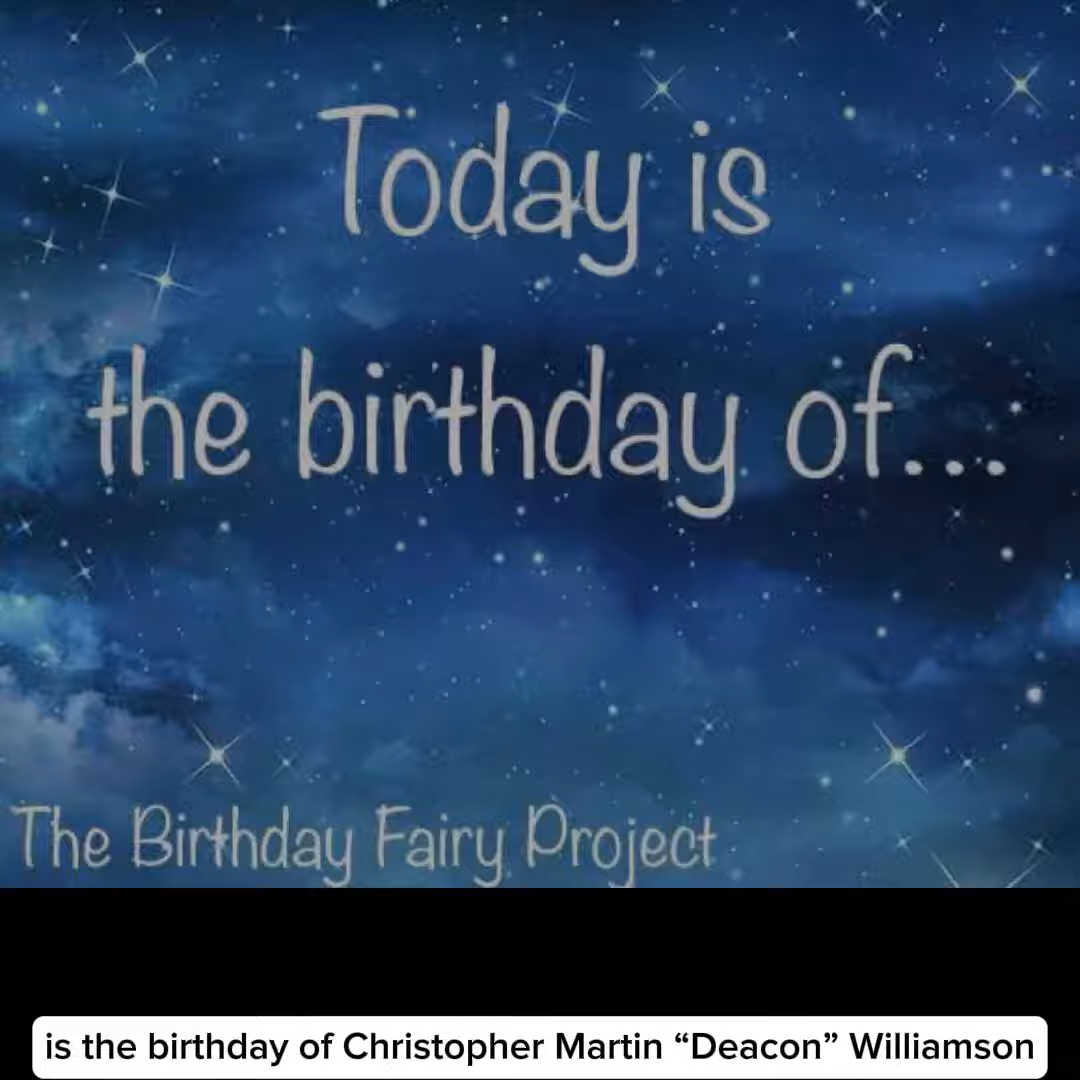 Today is
the birthday of...
The Birthday Fairy Project
is the birthday of Christopher Martin “Deacon” Williamson